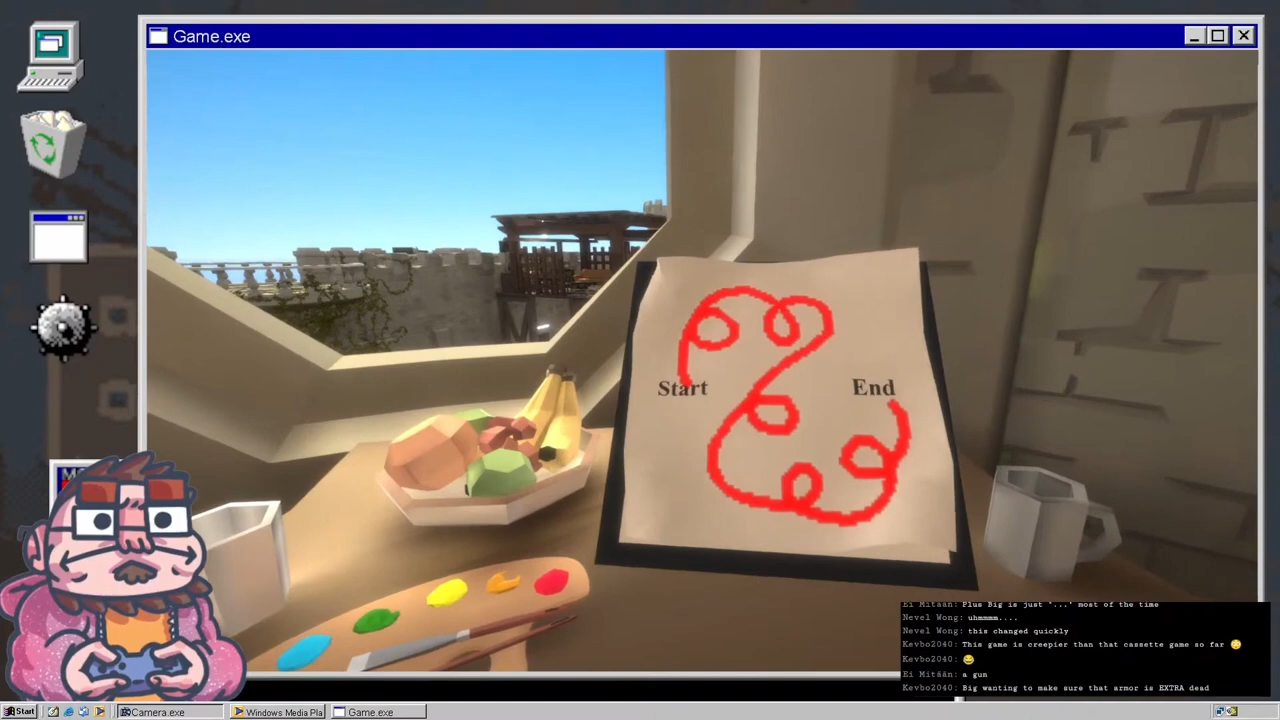 Game.exe
Start
End
Ei Mitään: Plus Big is just '...' most of the time
Nevel Wong: uhmmmm....
Nevel Wong: this changed quickly
Kevbo2040: This game is creepier than that cassette game so far 😳
Kevbo2040: 😂
Ei Mitään: a gun
Kevbo2040: Big wanting to make sure that armor is EXTRA dead
Start
Camera.exe
Windows Media Pla
Game.exe